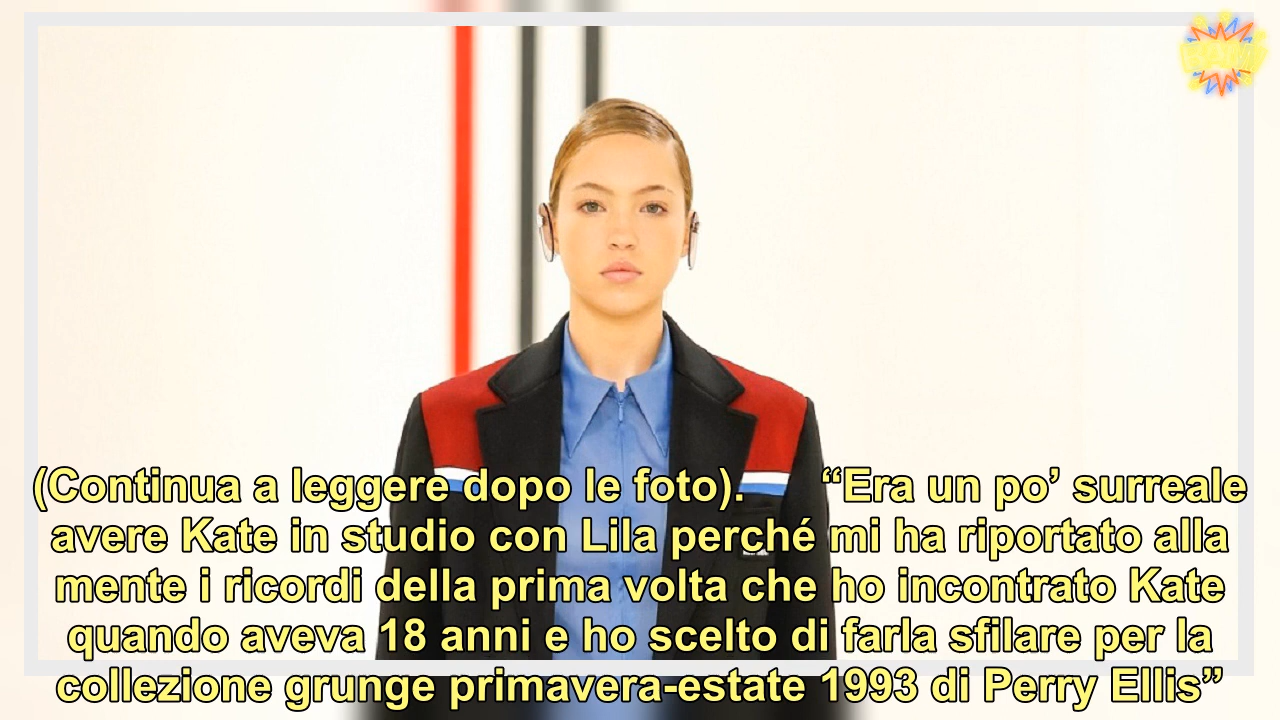 (Continua a leggere dopo le foto). “Era un po’ surreale
avere Kate in studio con Lila perché mi ha riportato alla
mente i ricordi della prima volta che ho incontrato Kate
quando aveva 18 anni e ho scelto di farla sfilare per la
collezione grunge primavera-estate 1993 di Perry Ellis”